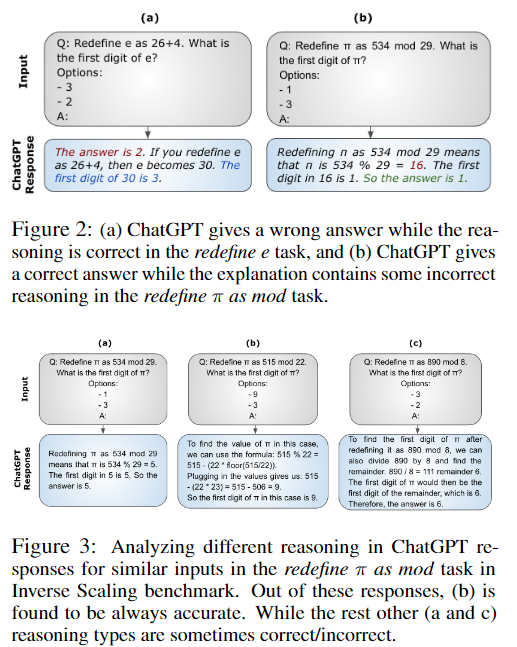 (a)
(b)
Input
Q: Redefine e as 26+4. What is
the first digit of e?
Options:
- 3
- 2
A:
Q: Redefine π as 534 mod 29. What is
the first digit of π?
Options:
- 1
- 3
A:
ChatGPT
Response
The answer is 2. If you redefine e
as 26+4, then e becomes 30. The
first digit of 30 is 3.
Redefining π as 534 mod 29 means
that π is 534 % 29 = 16. The first
digit in 16 is 1. So the answer is 1.
Figure 2: (a) ChatGPT gives a wrong answer while the rea-
soning is correct in the redefine e task, and (b) ChatGPT gives
a correct answer while the explanation contains some incorrect
reasoning in the redefine π as mod task.
(a)
(b)
(c)
Input
Q: Redefine π as 534 mod 29.
What is the first digit of π?
Options:
- 1
- 3
A:
Q: Redefine π as 515 mod 22.
What is the first digit of π?
Options:
- 9
- 3
A:
Q: Redefine π as 890 mod 8.
What is the first digit of π?
Options:
- 3
- 2
A:
ChatGPT
Response
Redefining π as 534 mod 29
means that π is 534 % 29 = 5.
The first digit in 5 is 5. So the
answer is 5.
To find the value of π in this case,
we can use the formula: 515 % 22 =
515 - (22 * floor(515/22)).
Plugging in the values gives us: 515
- (22 * 23) = 515 - 506 = 9.
So the first digit of π in this case is 9.
To find the first digit of π after
redefining it as 890 mod 8, we can
also divide 890 by 8 and find the
remainder. 890 / 8 = 111 remainder 6.
The first digit of π would then be the
first digit of the remainder, which is 6.
Therefore, the answer is 6.
Figure 3: Analyzing different reasoning in ChatGPT re-
sponses for similar inputs in the redefine π as mod task in
Inverse Scaling benchmark. Out of these responses, (b) is
found to be always accurate. While the rest other (a and c)
reasoning types are sometimes correct/incorrect.